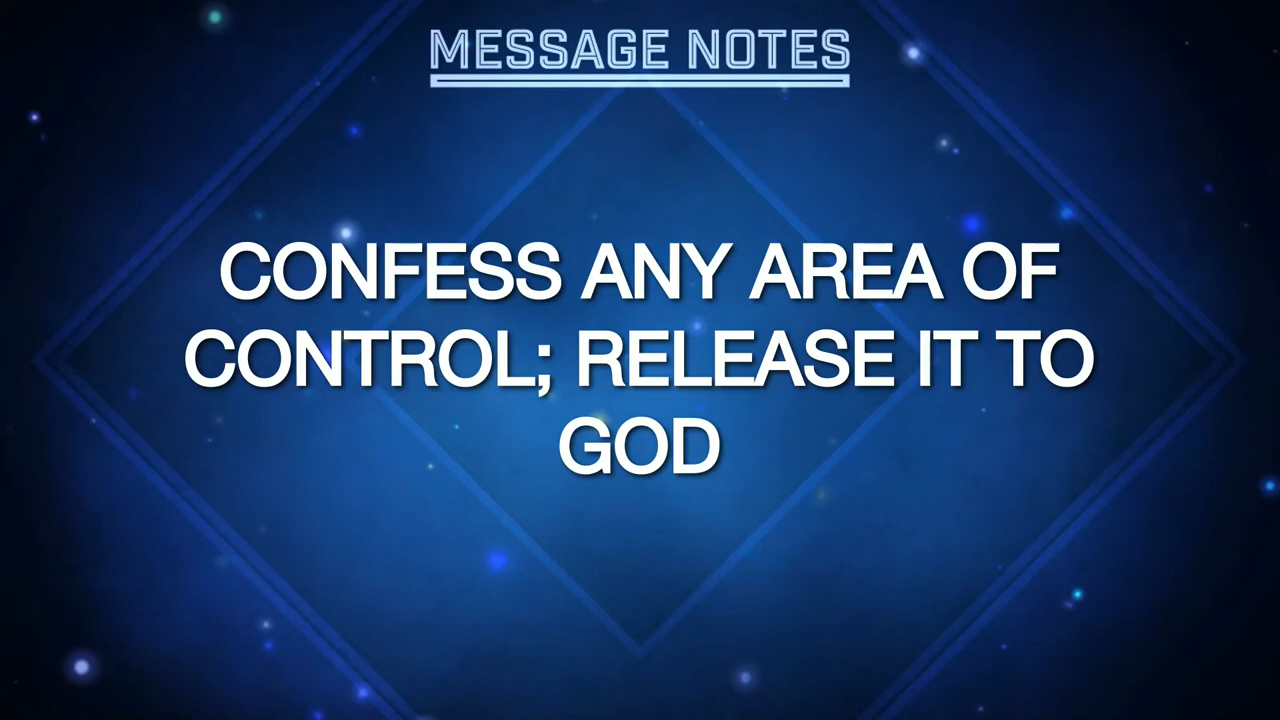 MESSAGE NOTES
CONFESS ANY AREA OF
CONTROL; RELEASE IT TO
GOD